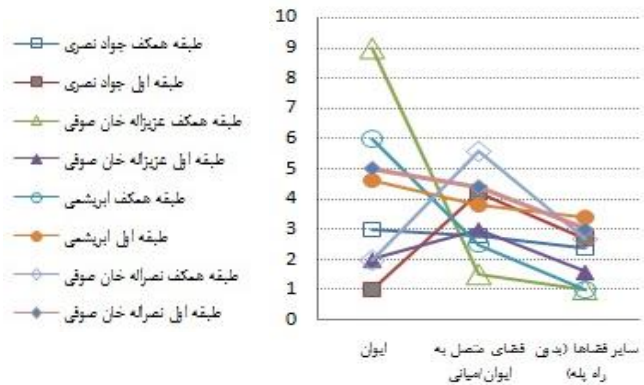 طبقه همکف جواد نصری
طبقه اول جواد نصری
طبقه همکف عزیزاله خان صوفی
طبقه اول عزیزاله خان صوفی
طبقه همکف ابریشمی
طبقه اول ابریشمی
طبقه همکف نصراله خان صوفی
طبقه اول نصراله خان صوفی
10
9
8
7
6
5
4
3
2
1
0
ایوان
فضای متصل به
ایوان/میانی
سایر فضاها (بدون
راه پله)